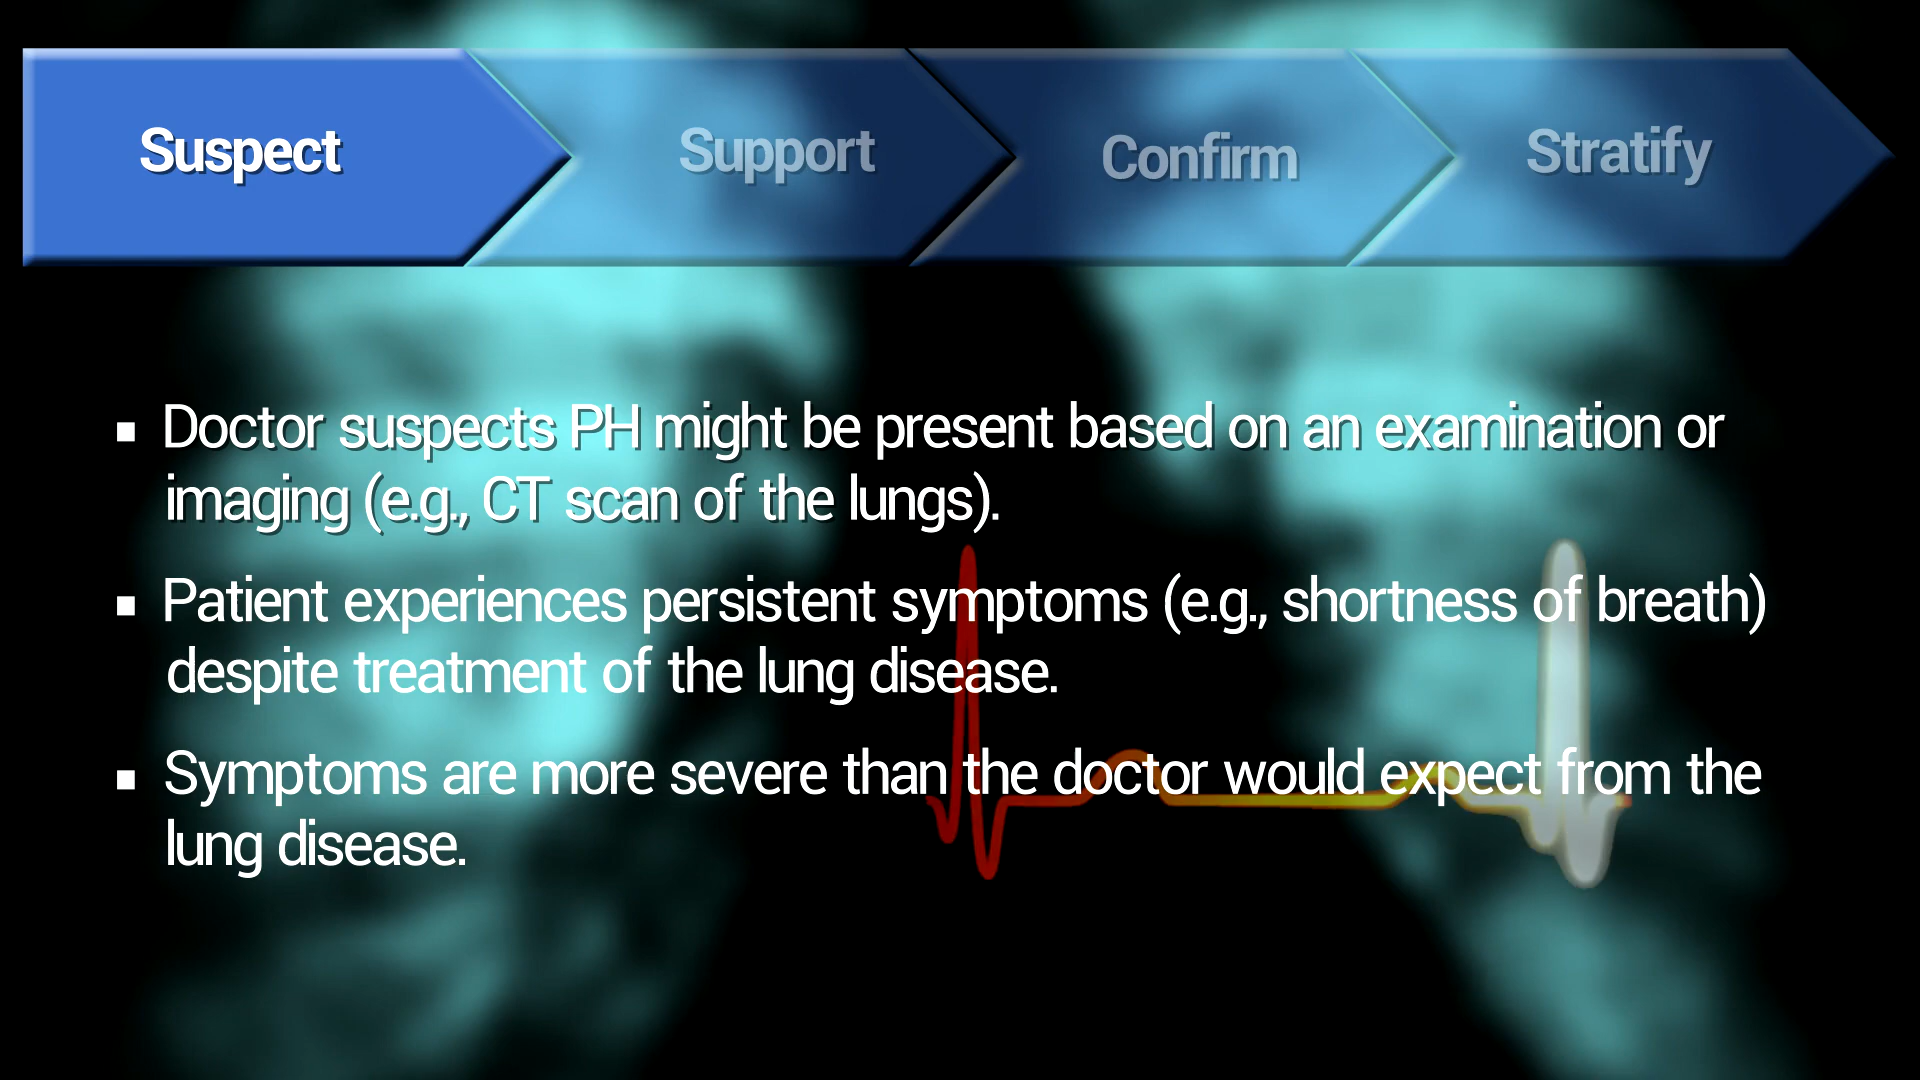 Suspect Support Confirm Stratify
▪ Doctor suspects PH might be present based on an examination or
imaging (e.g., CT scan of the lungs).
▪ Patient experiences persistent symptoms (e.g., shortness of breath)
despite treatment of the lung disease.
▪ Symptoms are more severe than the doctor would expect from the
lung disease.